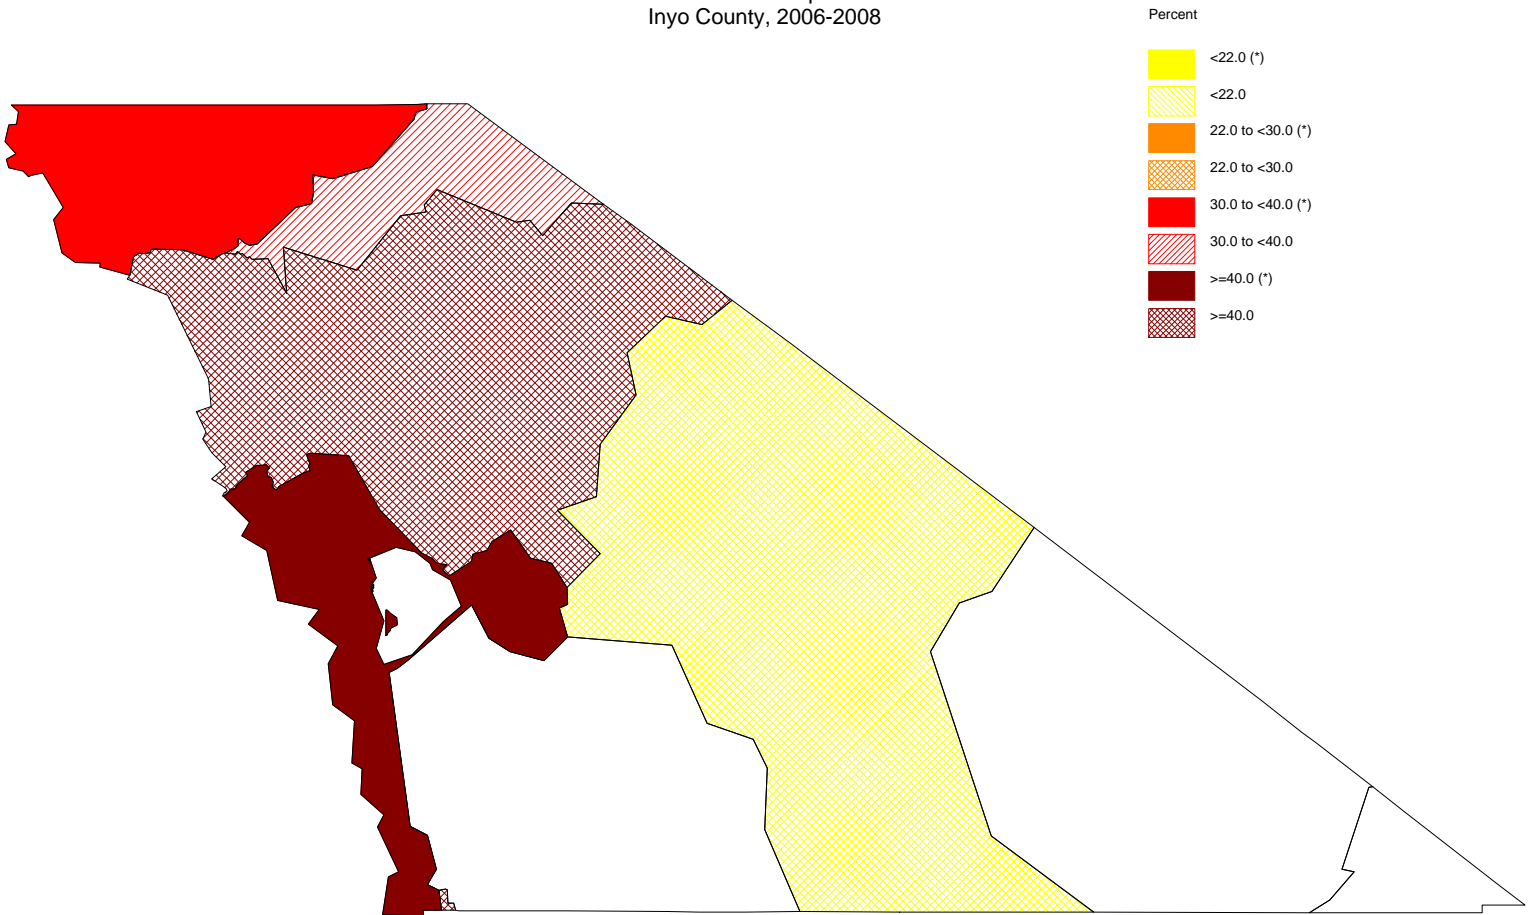 Inyo County, 2006-2008
Percent
<22.0 (*)
<22.0
22.0 to <30.0 (*)
22.0 to <30.0
30.0 to <40.0 (*)
30.0 to <40.0
>=40.0 (*)
>=40.0